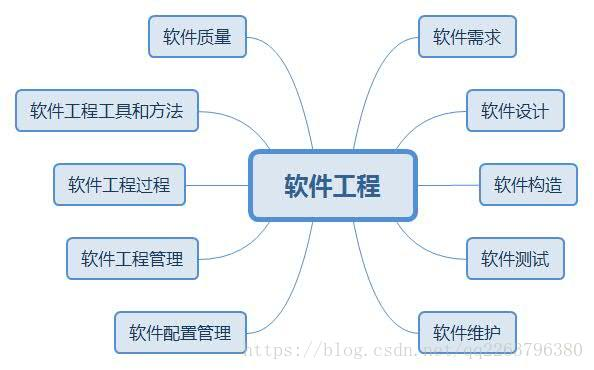 软件质量
软件需求
软件工程工具和方法
软件设计
软件工程
软件工程过程
软件构造
软件工程管理
软件测试
软件配置管理
软件维护
https://blog.csdn.net/qq2263796380